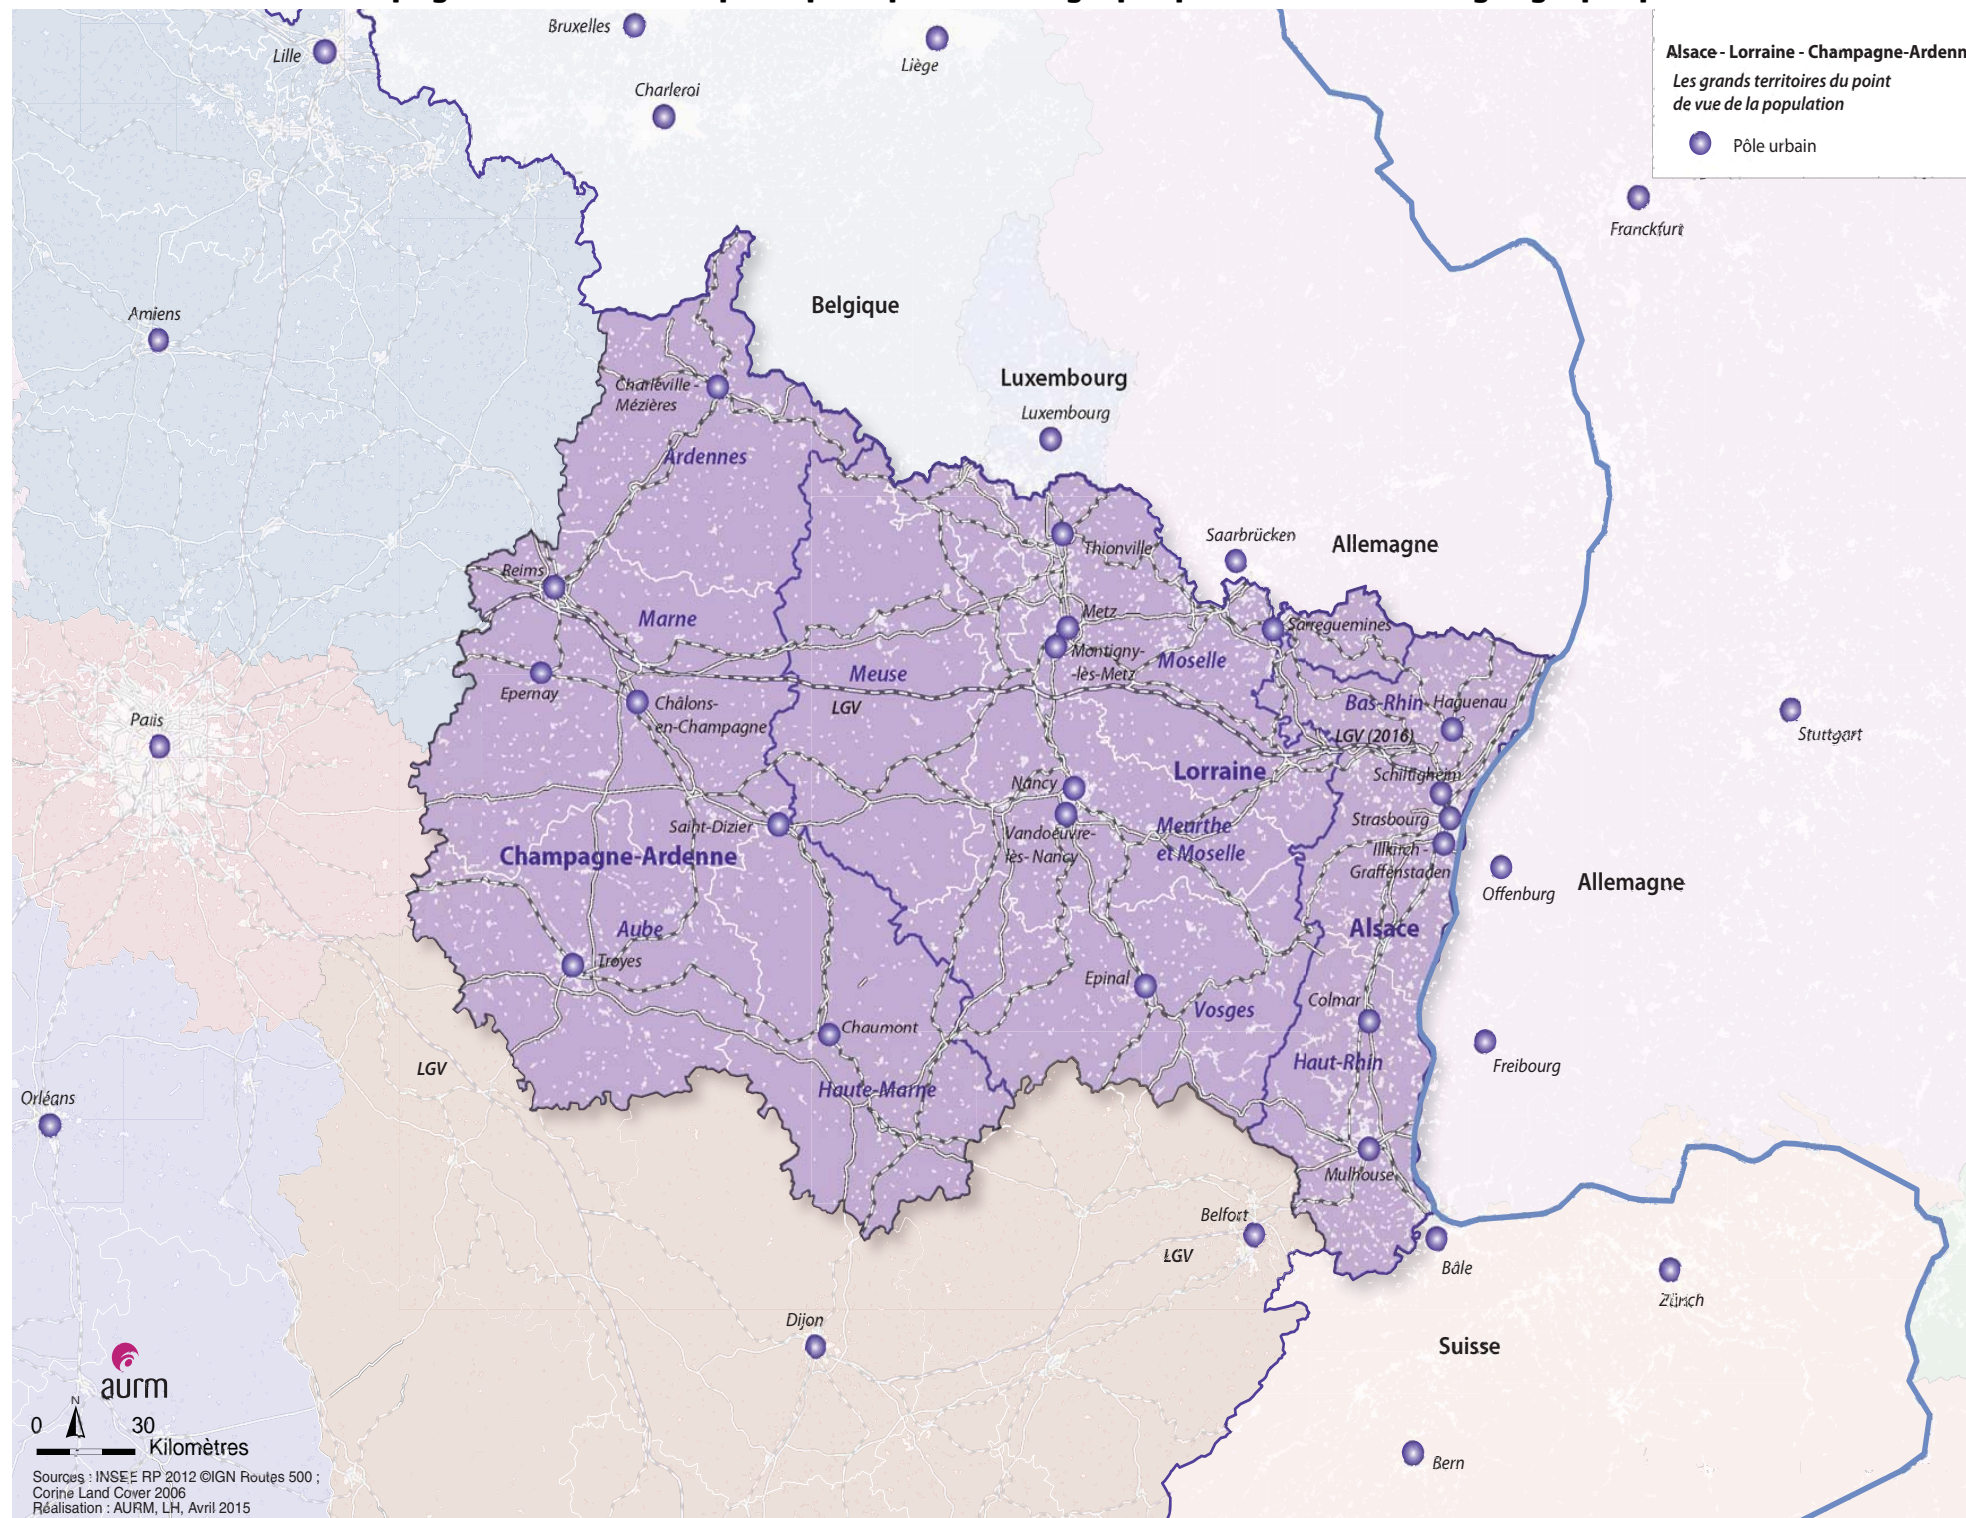 Bruxelles
Lille
Liège
Charleroi
Alsace - Lorraine - Champagne-Ardenn
Les grands territoires du point
de vue de la population
Pôle urbain
Franckfurt
Belgique
Amiens
Luxembourg
Luxembourg
Charleville -
Mézières
Ardennes
Saarbrücken
Allemagne
Thionville
Reims
Marne
Metz
Sarreguemines
Montigny-
-lès-Metz
Moselle
Meuse
Epernay
Châlons-
en-Champagne
LGV
Bas-Rhin
Haguenau
Paris
LGV (2016)
Stuttgart
Lorraine
Schiltigheim
Nancy
Saint-Dizier
Strasbourg
Vandoeuvre-
lès- Nancy
Meurthe
et Moselle
Champagne-Ardenne
Illkirch -
Graffenstaden
Offenburg
Allemagne
Aube
Alsace
Troyes
Epinal
Vosges
Colmar
Chaumont
LGV
Haut-Rhin
Freibourg
Haute-Marne
Orléans
Mulhouse
Belfort
LGV
Bâle
Zürich
Dijon
Suisse
aurm
N
0 30
Kilomètres
Bern
Sources : INSEE RP 2012 ©IGN Routes 500 ;
Corine Land Cover 2006
Réalisation : AURM, LH, Avril 2015